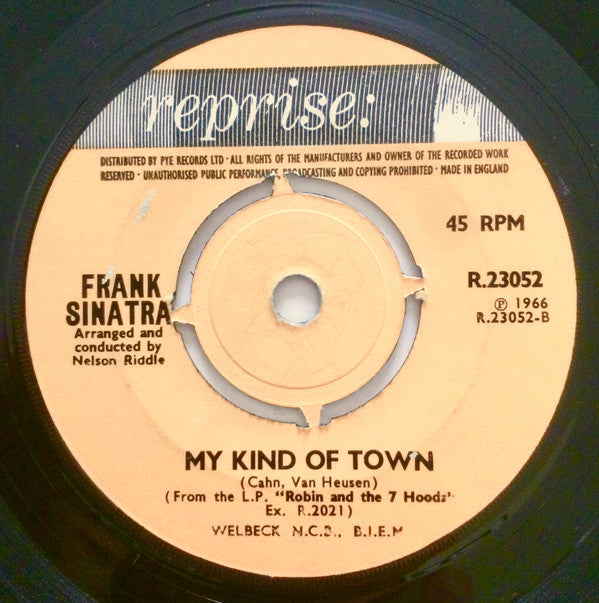 reprise:
DISTRIBUTED BY PYE RECORDS LTD · ALL RIGHTS OF THE MANUFACTURERS AND OWNER OF THE RECORDED WORK
RESERVED · UNAUTHORISED PUBLIC PERFORMANCE, BROADCASTING AND COPYING PROHIBITED · MADE IN ENGLAND
45 RPM
R.23052
℗ 1966
R.23052-B
FRANK
SINATRA
Arranged and
conducted by
Nelson Riddle
MY KIND OF TOWN
(Cahn, Van Heusen)
(From the L.P. "Robin and the 7 Hoods"
Ex. R.2021)
WELBECK N.C.B., B.I.E.M